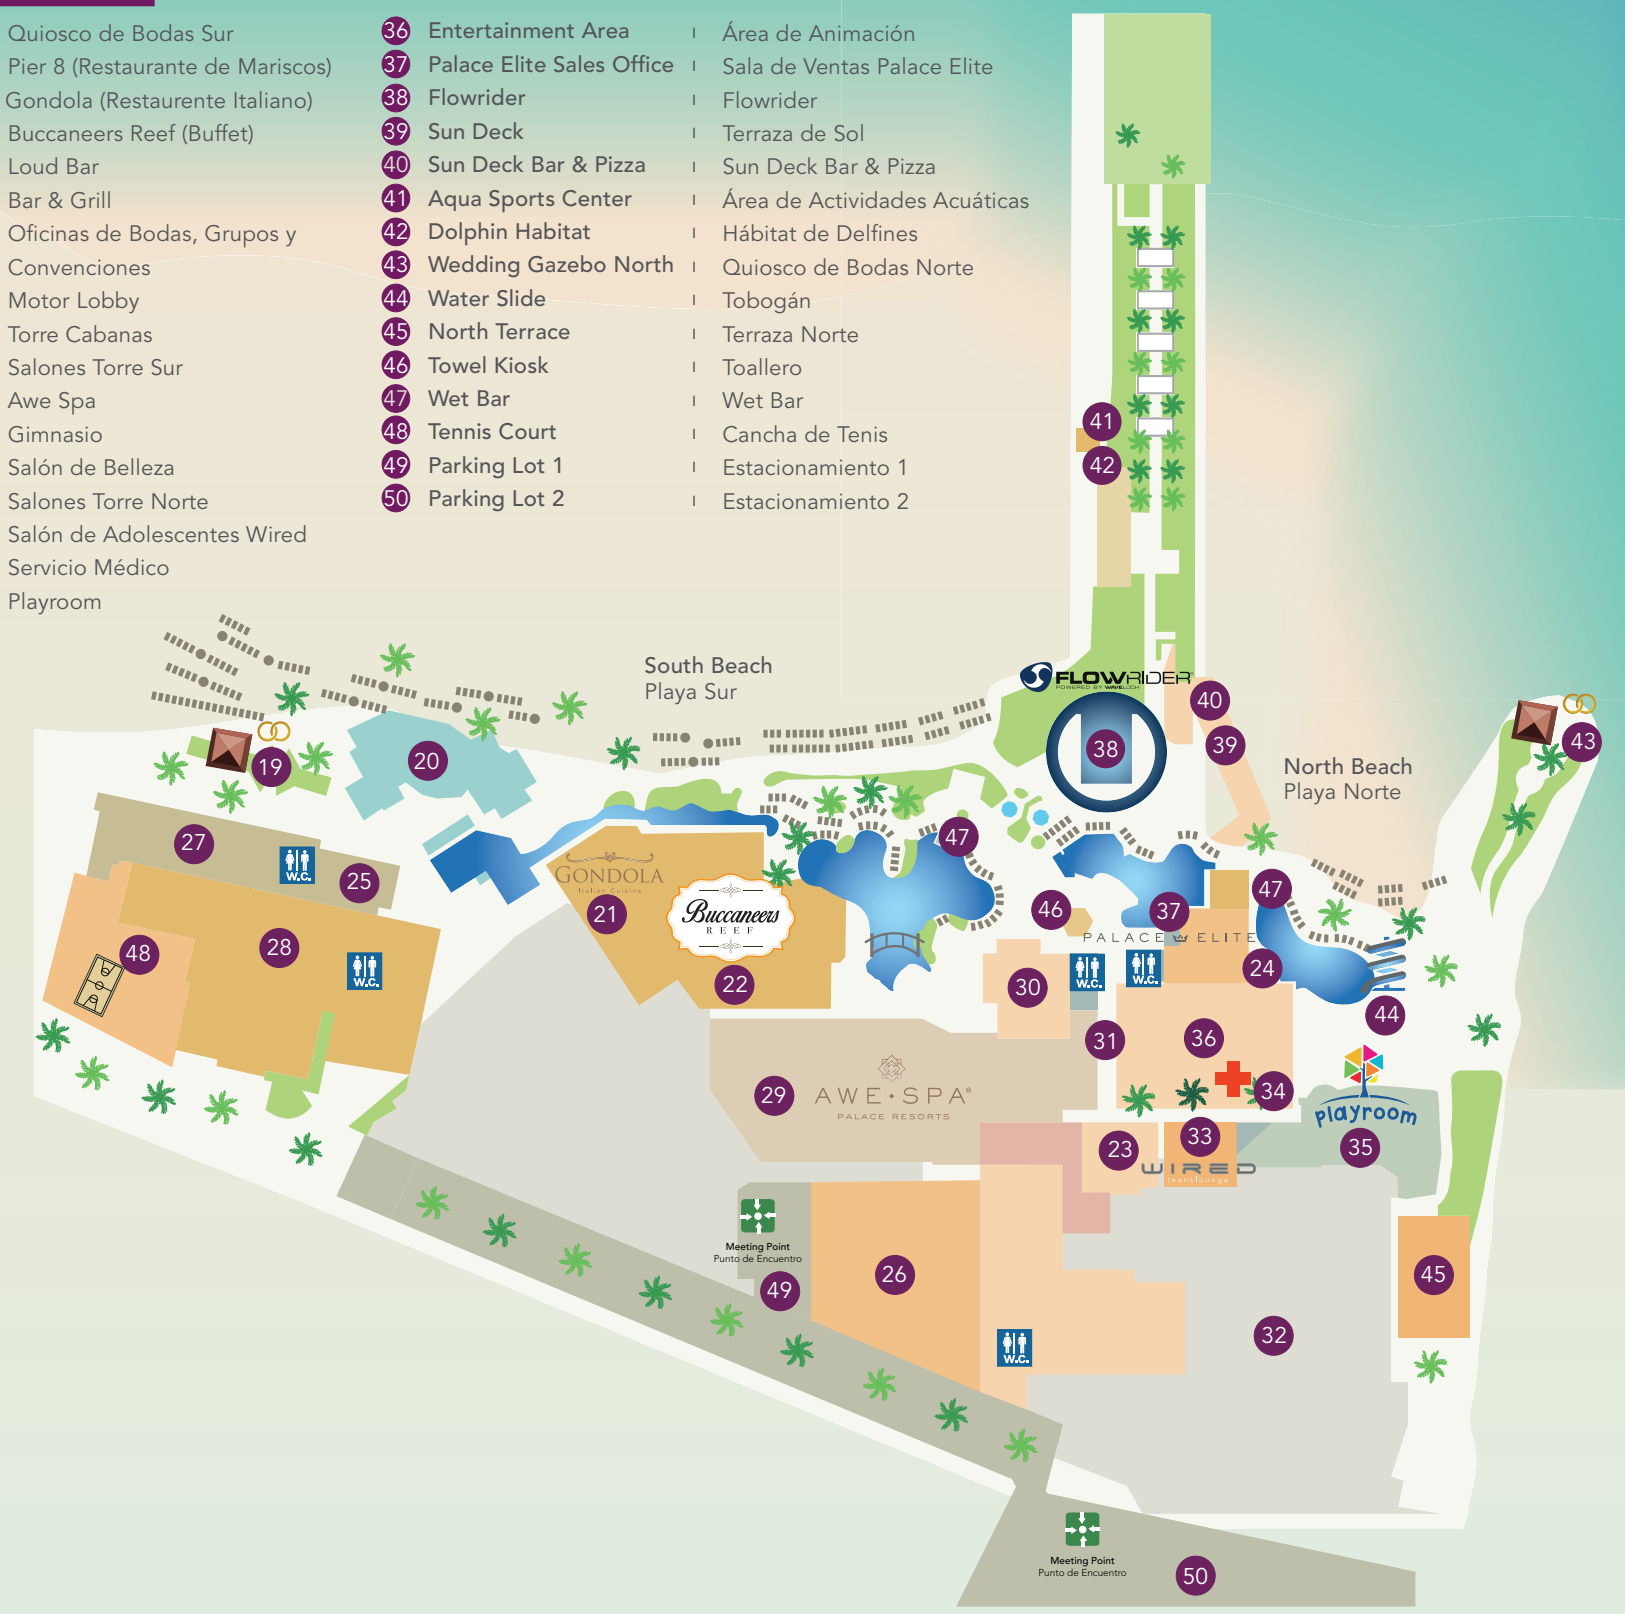 Quiosco de Bodas Sur
Pier 8 (Restaurante de Mariscos)
Gondola (Restaurente Italiano)
Buccaneers Reef (Buffet)
Loud Bar
Bar & Grill
Oficinas de Bodas, Grupos y
Convenciones
Motor Lobby
Torre Cabanas
Salones Torre Sur
Awe Spa
Gimnasio
Salón de Belleza
Salones Torre Norte
Salón de Adolescentes Wired
Servicio Médico
Playroom
36 Entertainment Area | Área de Animación
37 Palace Elite Sales Office | Sala de Ventas Palace Elite
38 Flowrider | Flowrider
39 Sun Deck | Terraza de Sol
40 Sun Deck Bar & Pizza | Sun Deck Bar & Pizza
41 Aqua Sports Center | Área de Actividades Acuáticas
42 Dolphin Habitat | Hábitat de Delfines
43 Wedding Gazebo North | Quiosco de Bodas Norte
44 Water Slide | Tobogán
45 North Terrace | Terraza Norte
46 Towel Kiosk | Toallero
47 Wet Bar | Wet Bar
48 Tennis Court | Cancha de Tenis
49 Parking Lot 1 | Estacionamiento 1
50 Parking Lot 2 | Estacionamiento 2
41
42
South Beach
Playa Sur
FLOWRIDER
POWERED BY WAVELOCH
40
39
38
43
North Beach
Playa Norte
19
20
27
W.C.
25
48
28
W.C.
GONDOLA
Italian Cuisine
21
Buccaneers
REEF
22
47
46
37
47
PALACE ELITE
W.C.
W.C.
24
30
44
31
36
34
29
AWE·SPA®
PALACE RESORTS
playroom
35
23
33
WIRED
teens lounge
Meeting Point
Punto de Encuentro
49
26
45
32
W.C.
Meeting Point
Punto de Encuentro
50